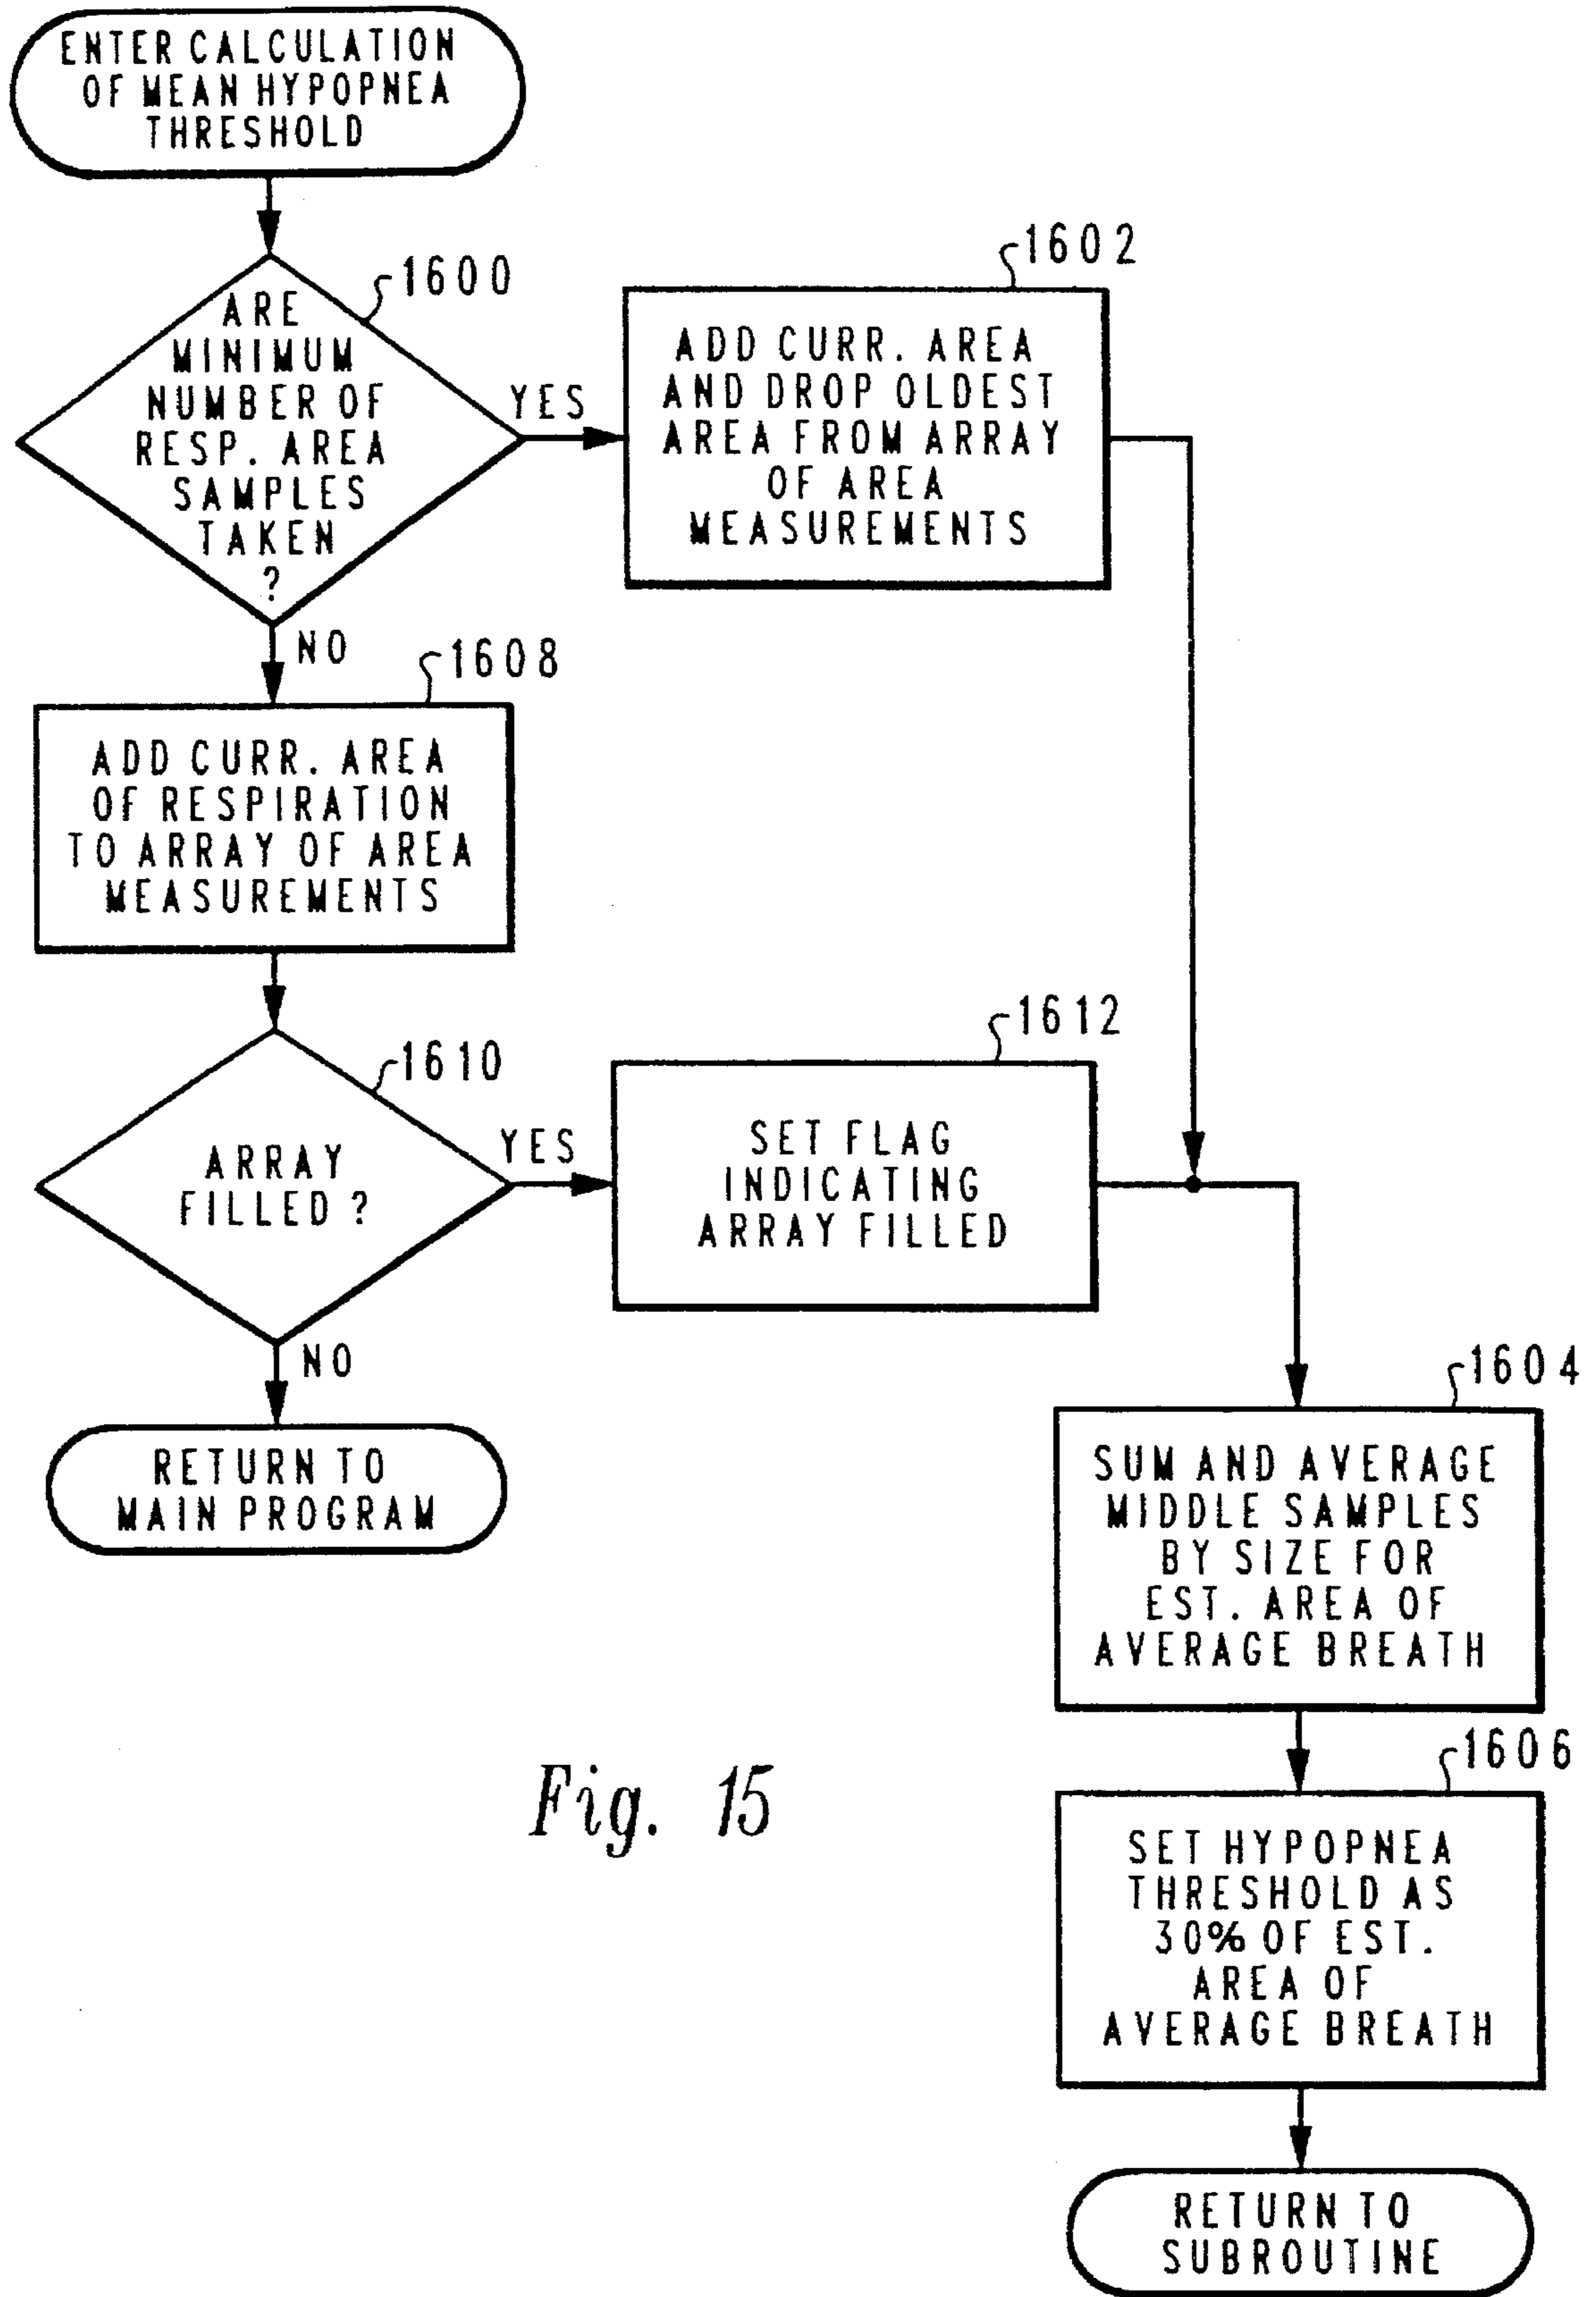 ENTER CALCULATION
OF MEAN HYPOPNEA
THRESHOLD
1600
ARE
MINIMUM
NUMBER OF
RESP. AREA
SAMPLES
TAKEN
?
YES
1602
ADD CURR. AREA
AND DROP OLDEST
AREA FROM ARRAY
OF AREA
MEASUREMENTS
NO
1608
ADD CURR. AREA
OF RESPIRATION
TO ARRAY OF AREA
MEASUREMENTS
1610
ARRAY
FILLED ?
YES
1612
SET FLAG
INDICATING
ARRAY FILLED
NO
RETURN TO
MAIN PROGRAM
1604
SUM AND AVERAGE
MIDDLE SAMPLES
BY SIZE FOR
EST. AREA OF
AVERAGE BREATH
1606
SET HYPOPNEA
THRESHOLD AS
30% OF EST.
AREA OF
AVERAGE BREATH
RETURN TO
SUBROUTINE
Fig. 15